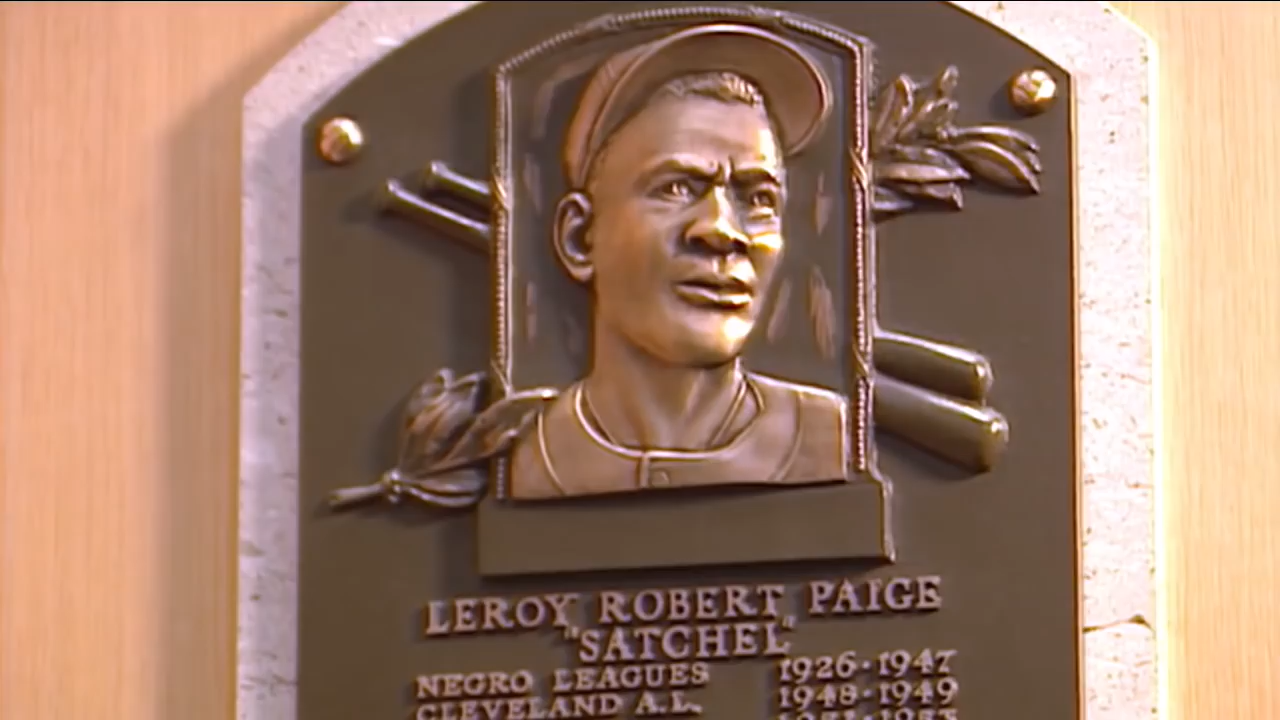 LEROY ROBERT PAIGE
"SATCHEL"
NEGRO LEAGUES 1926-1947
CLEVELAND A.L. 1948-1949